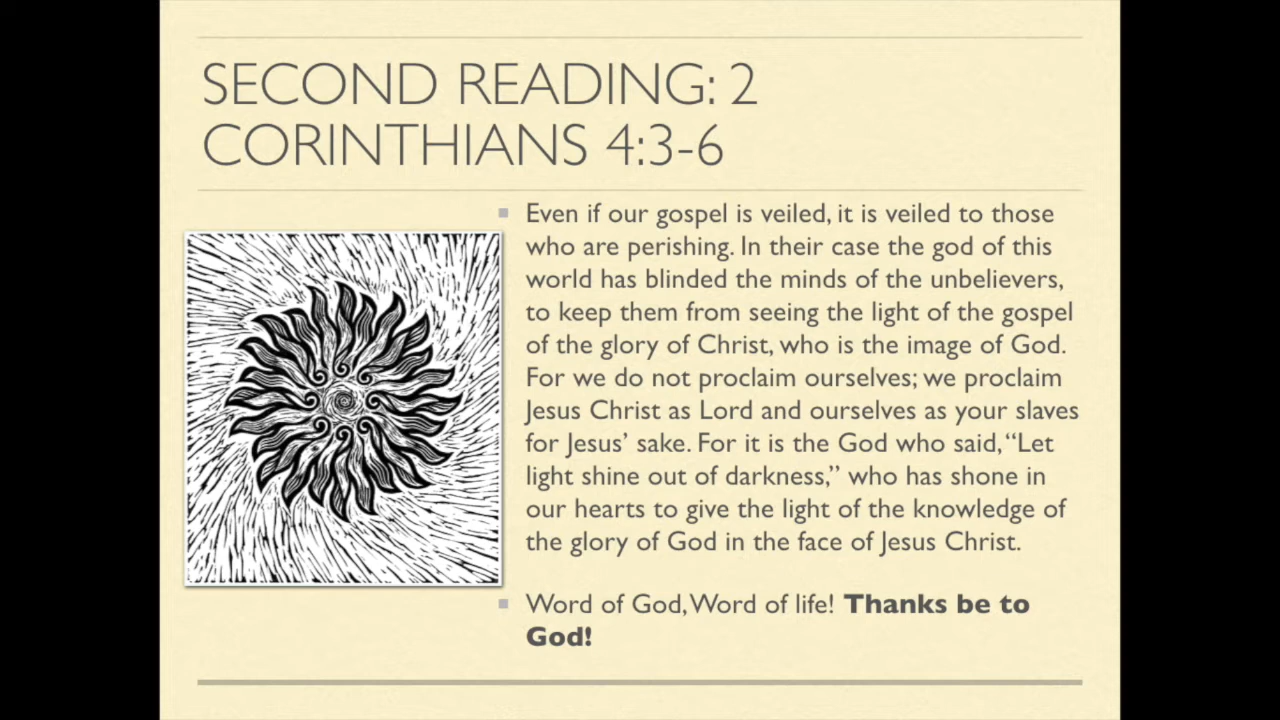 SECOND READING: 2
CORINTHIANS 4:3-6
Even if our gospel is veiled, it is veiled to those
who are perishing. In their case the god of this
world has blinded the minds of the unbelievers,
to keep them from seeing the light of the gospel
of the glory of Christ, who is the image of God.
For we do not proclaim ourselves; we proclaim
Jesus Christ as Lord and ourselves as your slaves
for Jesus’ sake. For it is the God who said, “Let
light shine out of darkness,” who has shone in
our hearts to give the light of the knowledge of
the glory of God in the face of Jesus Christ.
Word of God, Word of life! Thanks be to
God!